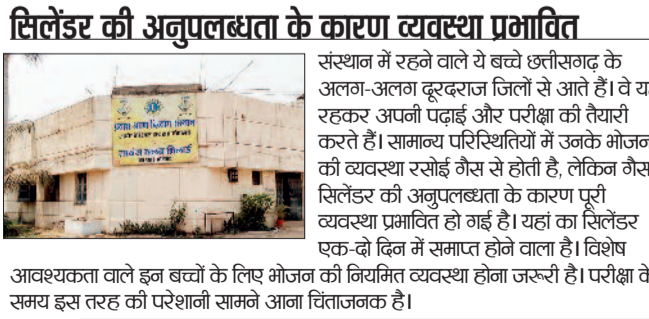 सिलेंडर की अनुपलब्धता के कारण व्यवस्था प्रभावित
संस्थान में रहने वाले ये बच्चे छत्तीसगढ़ के
अलग-अलग दूरदराज जिलों से आते हैं। वे
रहकर अपनी पढ़ाई और परीक्षा की तैयारी
करते हैं। सामान्य परिस्थितियों में उनके भोजन
की व्यवस्था रसोई गैस से होती है, लेकिन गैस
सिलेंडर की अनुपलब्धता के कारण पूरी
व्यवस्था प्रभावित हो गई है। यहां का सिलेंडर
एक-दो दिन में समाप्त होने वाला है। विशेष
आवश्यकता वाले इन बच्चों के लिए भोजन की नियमित व्यवस्था होना जरूरी है। परीक्षा के
समय इस तरह की परेशानी सामने आना चिंताजनक है।